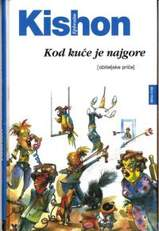 Kishon
Ephraim
Kod kuće je najgore
[obiteljske priče]